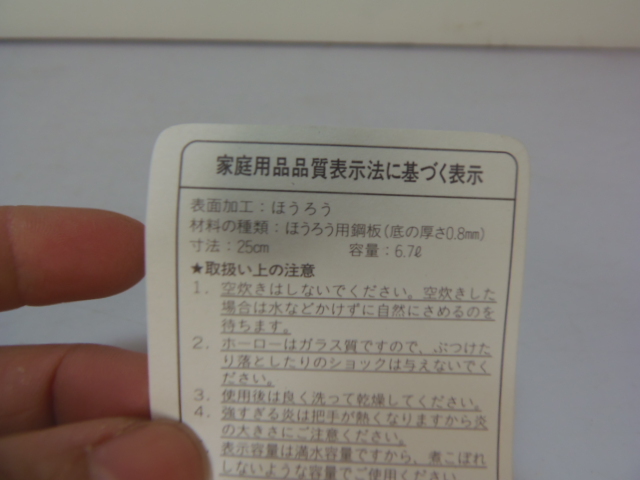 家庭用品品質表示法に基づく表示
表面加工：ほうろう
材料の種類：ほうろう用鋼板(底の厚さ0.8mm)
寸法：25cm 容量：6.7ℓ
★取扱い上の注意
1. 空炊きはしないでください。空炊きした
場合は水などかけずに自然にさめるのを
待ちます。
2. ホーローはガラス質ですので、ぶつけた
り落としたりのショックは与えないでく
ださい。
3. 使用後は良く洗って乾燥してください。
4. 強すぎる炎は把手が熱くなりますから炎
の大きさにご注意ください。
表示容量は満水容量ですから、煮こぼれ
しないような容量でご使用ください。